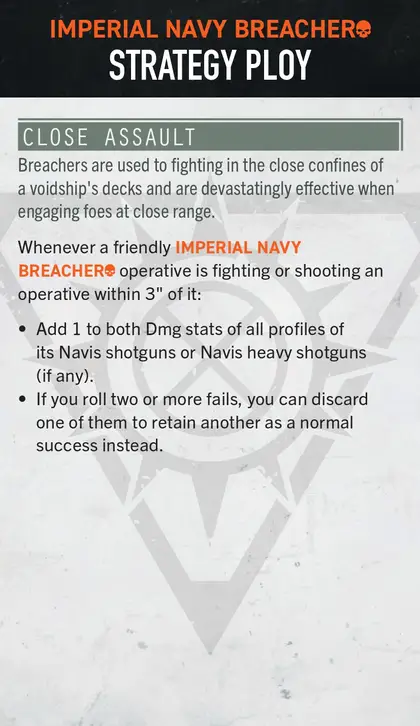 IMPERIAL NAVY BREACHER
STRATEGY PLOY
CLOSE ASSAULT
Breachers are used to fighting in the close confines of
a voidship's decks and are devastatingly effective when
engaging foes at close range.
Whenever a friendly IMPERIAL NAVY
BREACHER operative is fighting or shooting an
operative within 3" of it:
• Add 1 to both Dmg stats of all profiles of
its Navis shotguns or Navis heavy shotguns
(if any).
• If you roll two or more fails, you can discard
one of them to retain another as a normal
success instead.